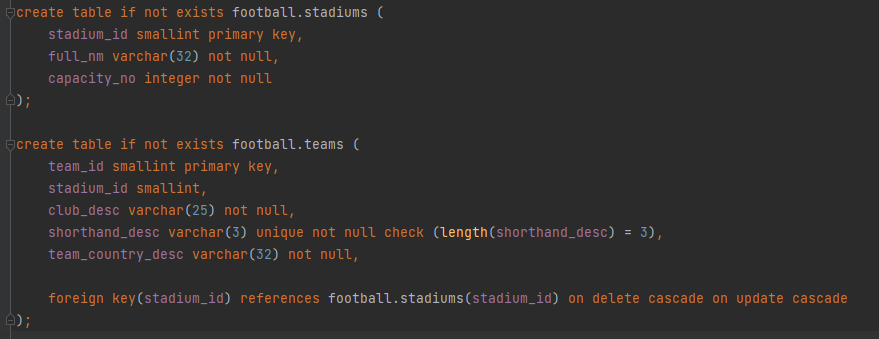 create table if not exists football.stadiums (
    stadium_id smallint primary key,
    full_nm varchar(32) not null,
    capacity_no integer not null
);

create table if not exists football.teams (
    team_id smallint primary key,
    stadium_id smallint,
    club_desc varchar(25) not null,
    shorthand_desc varchar(3) unique not null check (length(shorthand_desc) = 3),
    team_country_desc varchar(32) not null,

    foreign key(stadium_id) references football.stadiums(stadium_id) on delete cascade on update cascade
);